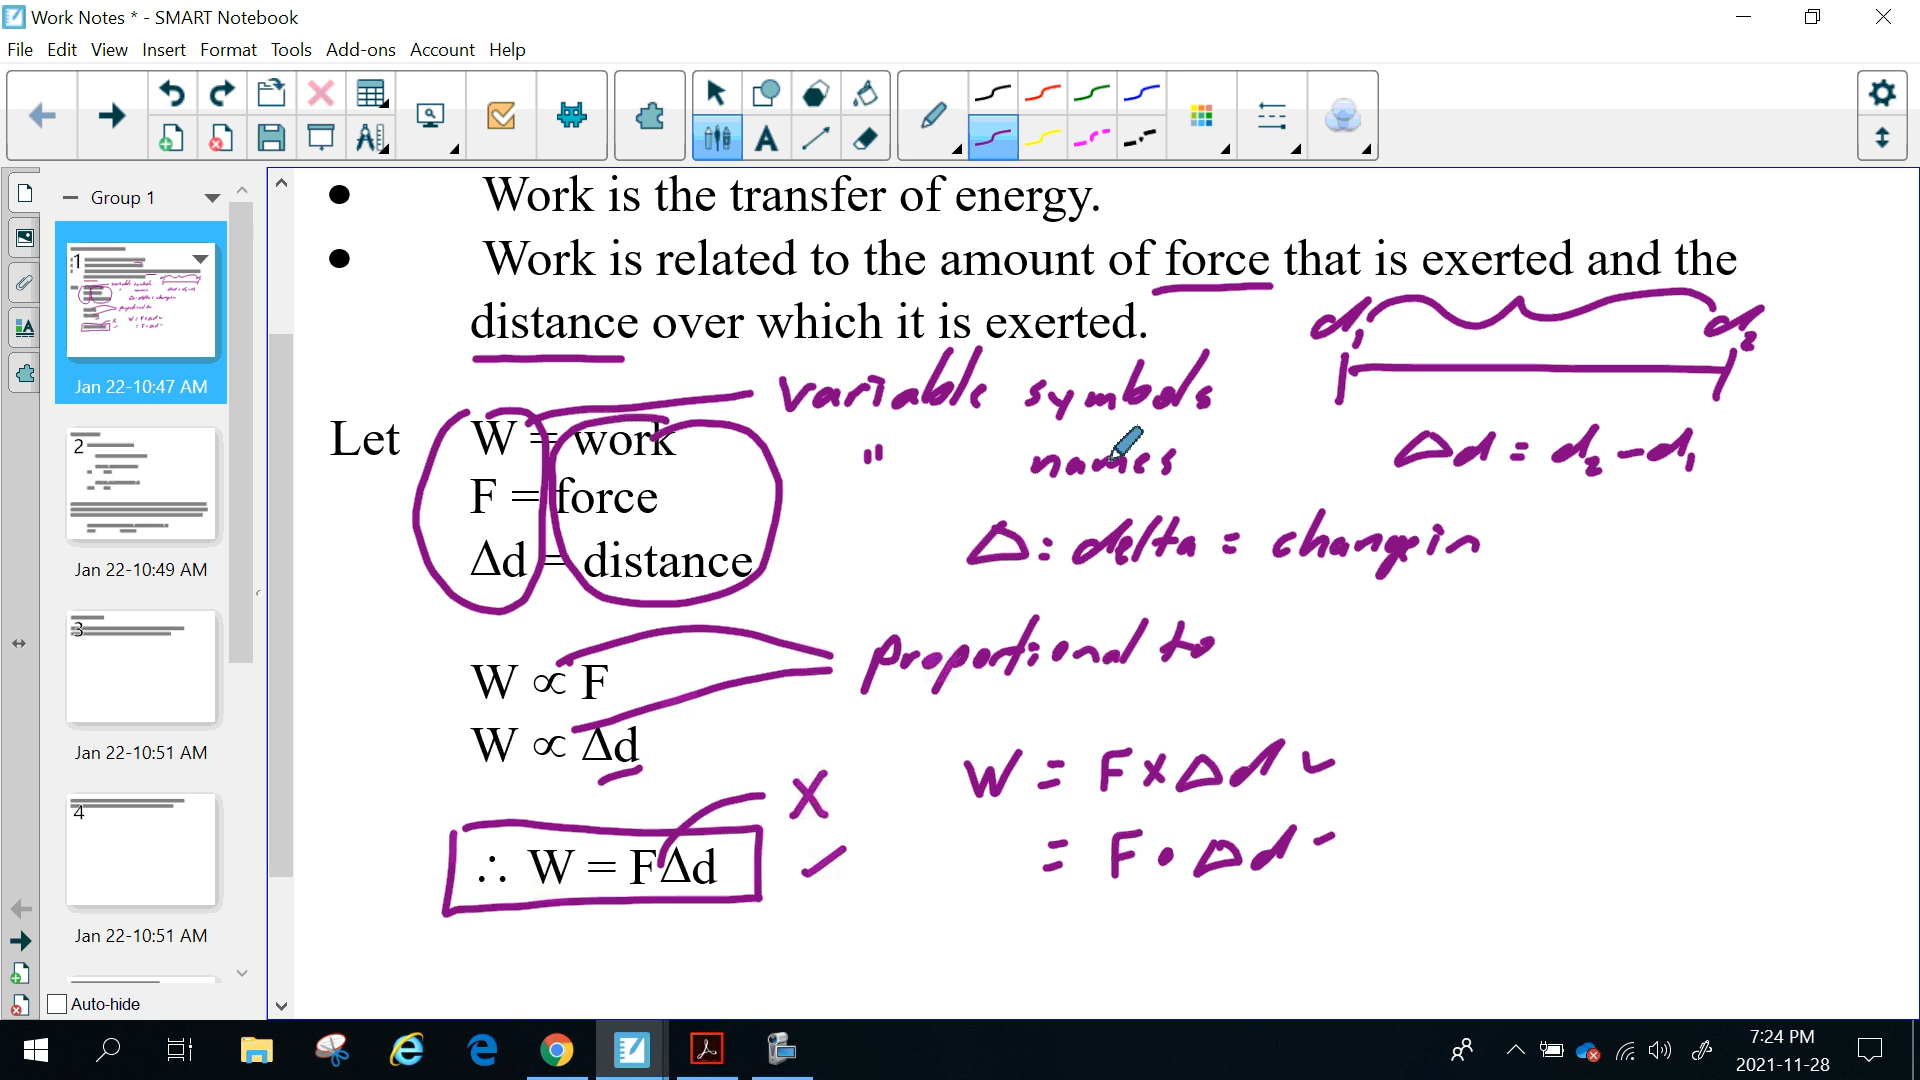 Work Notes * - SMART Notebook
File Edit View Insert Format Tools Add-ons Account Help
Group 1
1
Jan 22-10:47 AM
2
Jan 22-10:49 AM
3
Jan 22-10:51 AM
4
Jan 22-10:51 AM
Auto-hide
● Work is the transfer of energy.
● Work is related to the amount of force that is exerted and the
distance over which it is exerted.
d₁ d₂
variable symbols
Let W = work
" names
Δd = d₂ - d₁
F = force
Δ = delta = change in
Δd = distance
proportional to
W ∝ F
W ∝ Δd
W = F x Δd ✓
X
∴ W = FΔd ✓
= F • Δd -
7:24 PM
2021-11-28